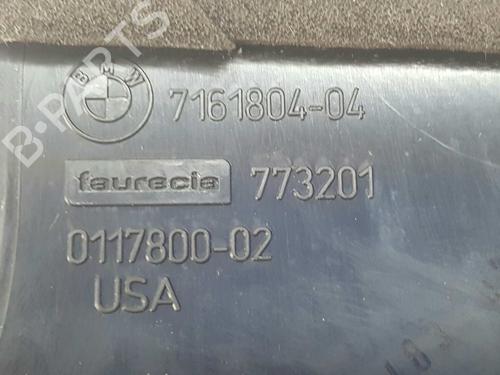 BMW 7161804-04
faurecia 773201
0117800-02
USA
B-PARTS